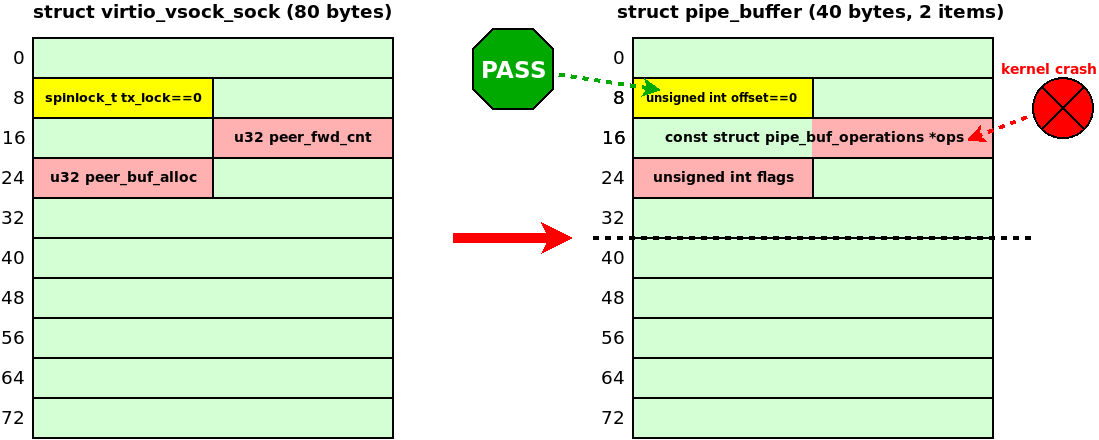 struct virtio_vsock_sock (80 bytes)
0
8
spinlock_t tx_lock==0
16
u32 peer_fwd_cnt
24
u32 peer_buf_alloc
32
40
48
56
64
72
PASS
struct pipe_buffer (40 bytes, 2 items)
kernel crash
0
8
unsigned int offset==0
16
const struct pipe_buf_operations *ops
24
unsigned int flags
32
40
48
56
64
72